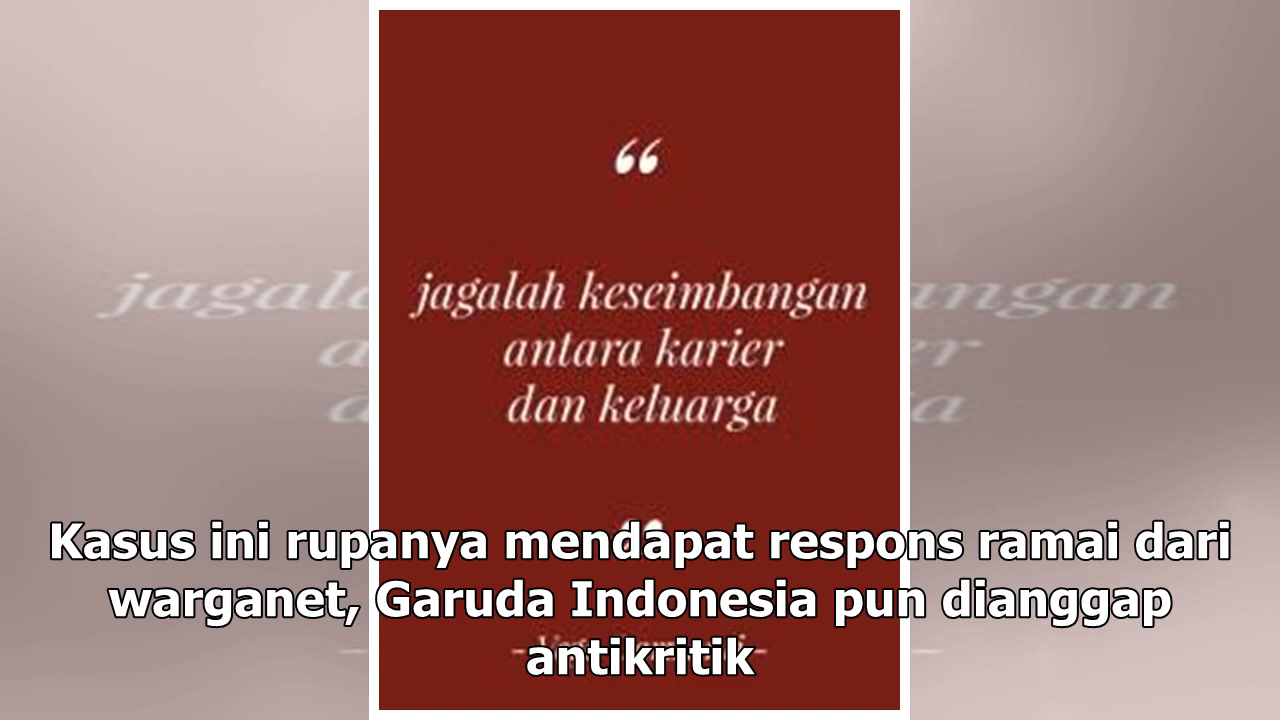 “
jagalah keseimbangan
antara karier
dan keluarga
Kasus ini rupanya mendapat respons ramai dari
warganet, Garuda Indonesia pun dianggap
antikritik